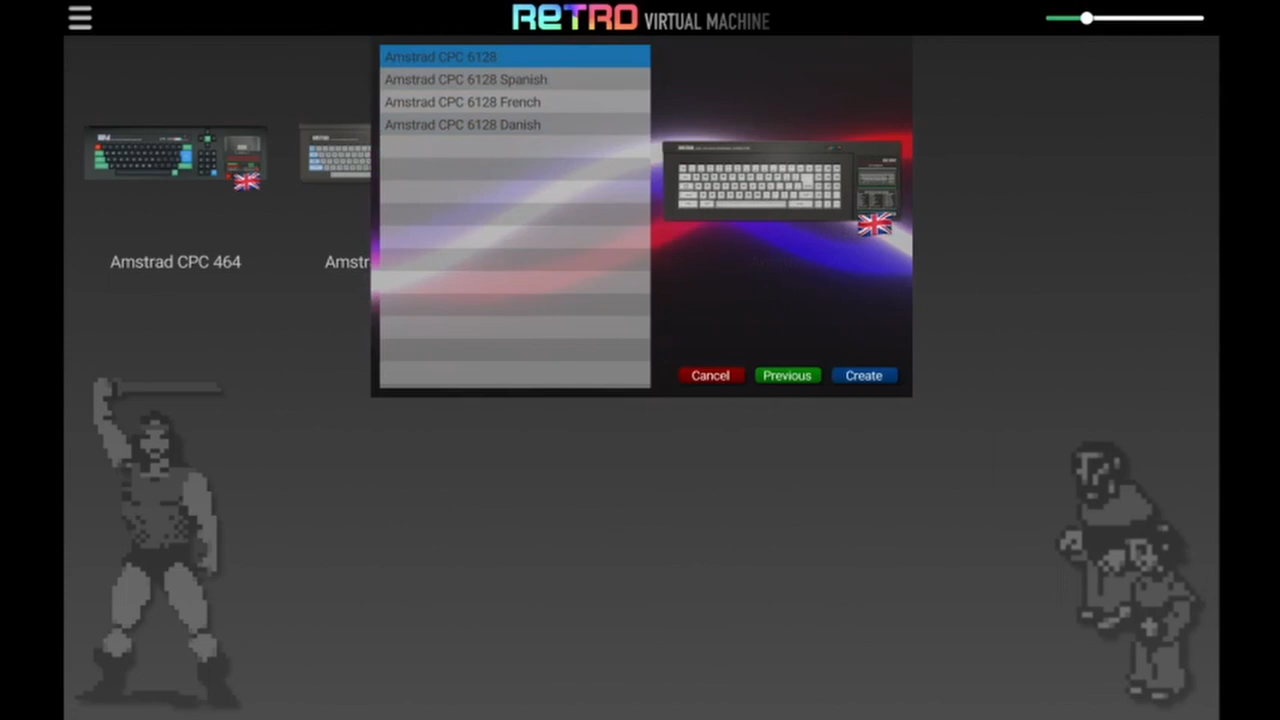 RETRO VIRTUAL MACHINE
Amstrad CPC 6128
Amstrad CPC 6128 Spanish
Amstrad CPC 6128 French
Amstrad CPC 6128 Danish
Amstrad CPC 464
Amstr
Cancel
Previous
Create